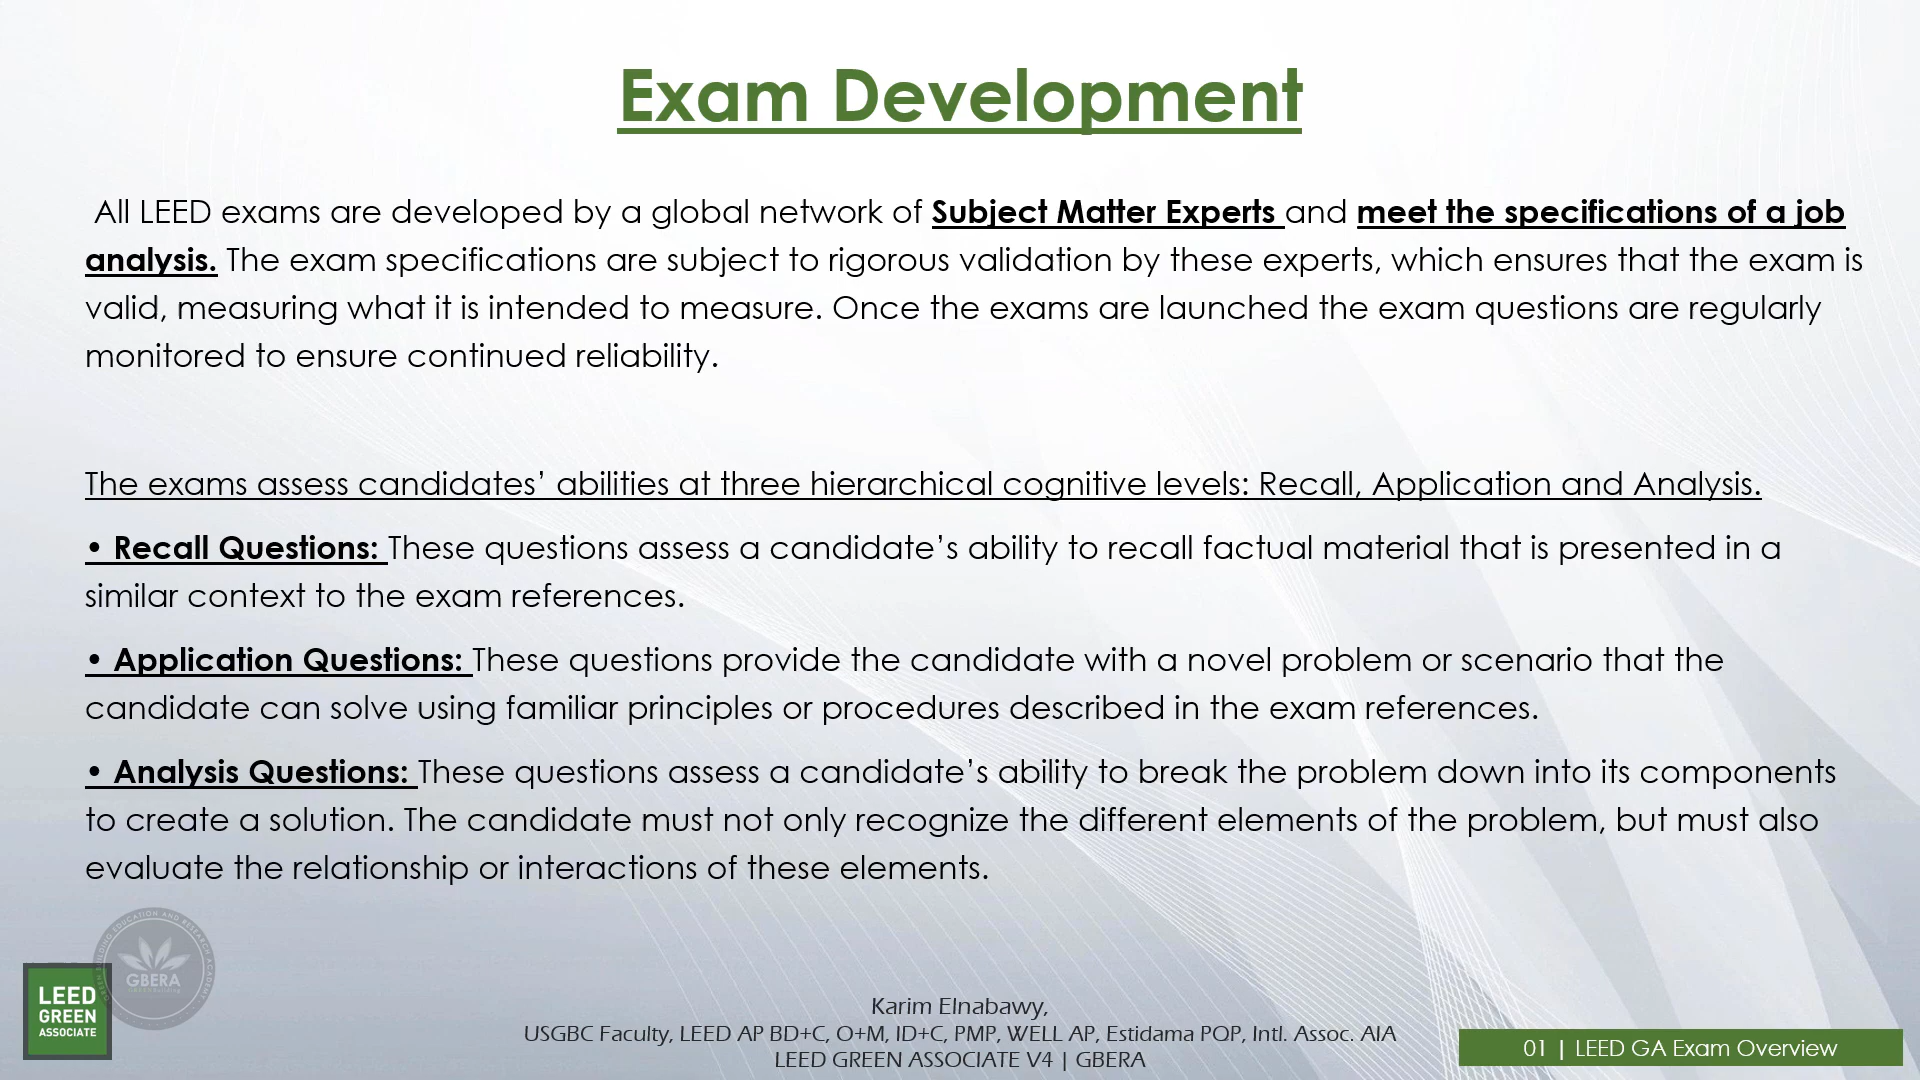 Exam Development
All LEED exams are developed by a global network of Subject Matter Experts and meet the specifications of a job
analysis. The exam specifications are subject to rigorous validation by these experts, which ensures that the exam is
valid, measuring what it is intended to measure. Once the exams are launched the exam questions are regularly
monitored to ensure continued reliability.
The exams assess candidates’ abilities at three hierarchical cognitive levels: Recall, Application and Analysis.
• Recall Questions: These questions assess a candidate’s ability to recall factual material that is presented in a
similar context to the exam references.
• Application Questions: These questions provide the candidate with a novel problem or scenario that the
candidate can solve using familiar principles or procedures described in the exam references.
• Analysis Questions: These questions assess a candidate’s ability to break the problem down into its components
to create a solution. The candidate must not only recognize the different elements of the problem, but must also
evaluate the relationship or interactions of these elements.
GREEN BUILDING EDUCATION AND RESEARCH ACADEMY
GBERA
LEED
GREEN
ASSOCIATE
Karim Elnabawy,
USGBC Faculty, LEED AP BD+C, O+M, ID+C, PMP, WELL AP, Estidama PQP, Intl. Assoc. AIA
LEED GREEN ASSOCIATE V4 | GBERA
01 | LEED GA Exam Overview